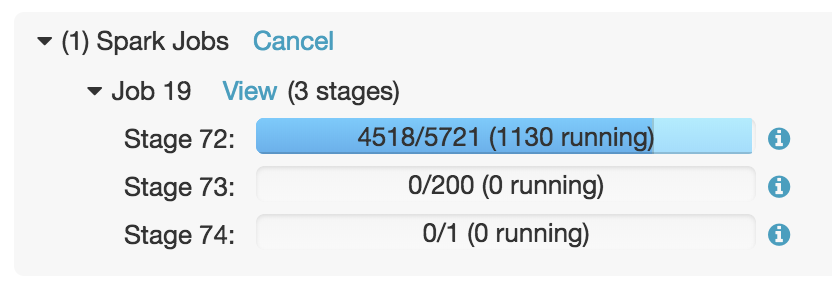 (1) Spark Jobs Cancel
Job 19 View (3 stages)
Stage 72: 4518/5721 (1130 running)
Stage 73: 0/200 (0 running)
Stage 74: 0/1 (0 running)